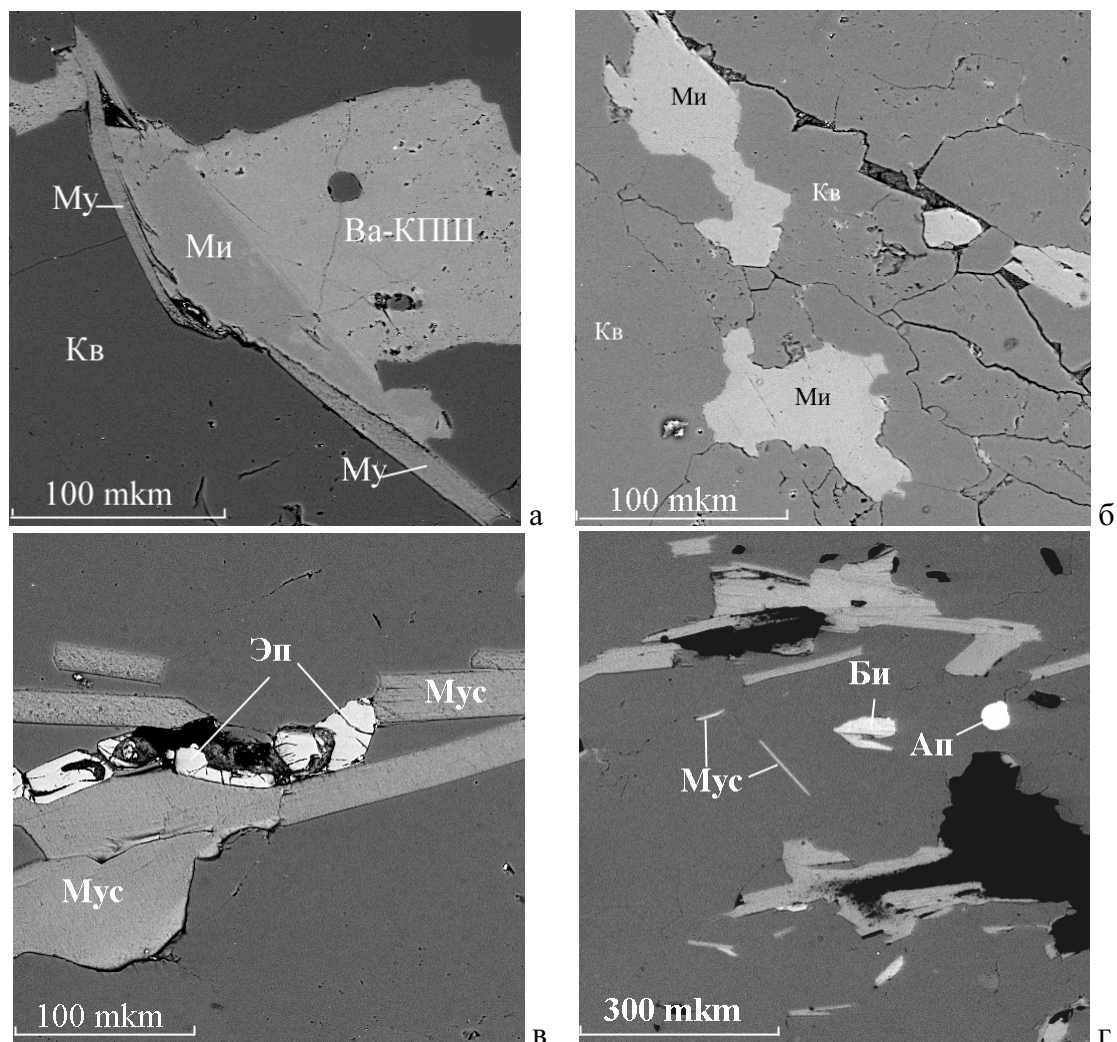 Му
Ми
Ва-КПШ
Кв
Му
100 mkm
а
Ми
Кв
Кв
Ми
100 mkm
б
Эп
Мус
Мус
100 mkm
в
Би
Ап
Мус
300 mkm
г